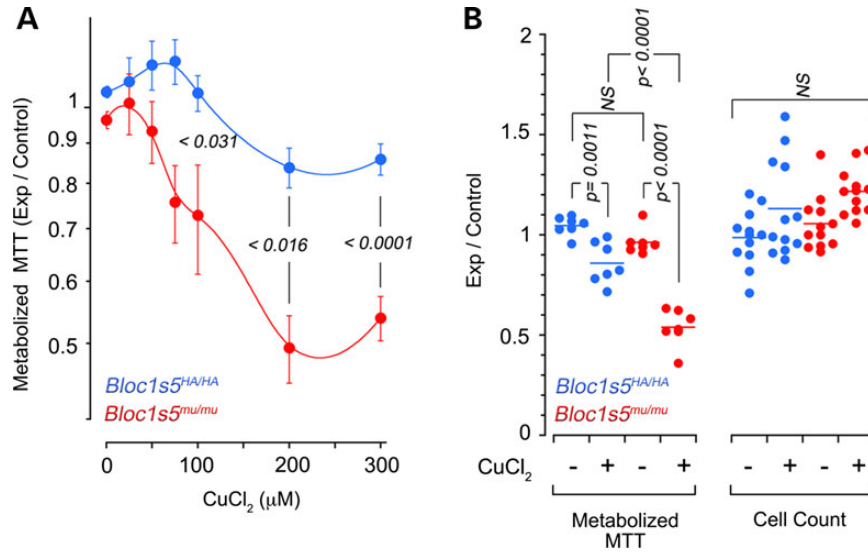 A
Metabolized MTT (Exp / Control)
1
0.9
0.8
0.7
0.6
0.5
< 0.031
< 0.016
< 0.0001
Bloc1s5HA/HA
Bloc1s5mu/mu
0
100
200
300
CuCl2 (μM)
B
Exp / Control
2
1.5
1
0.5
0
p< 0.0001
NS
p= 0.0011
p< 0.0001
NS
Bloc1s5HA/HA
Bloc1s5mu/mu
CuCl2 - + - + - + - +
Metabolized
MTT
Cell Count